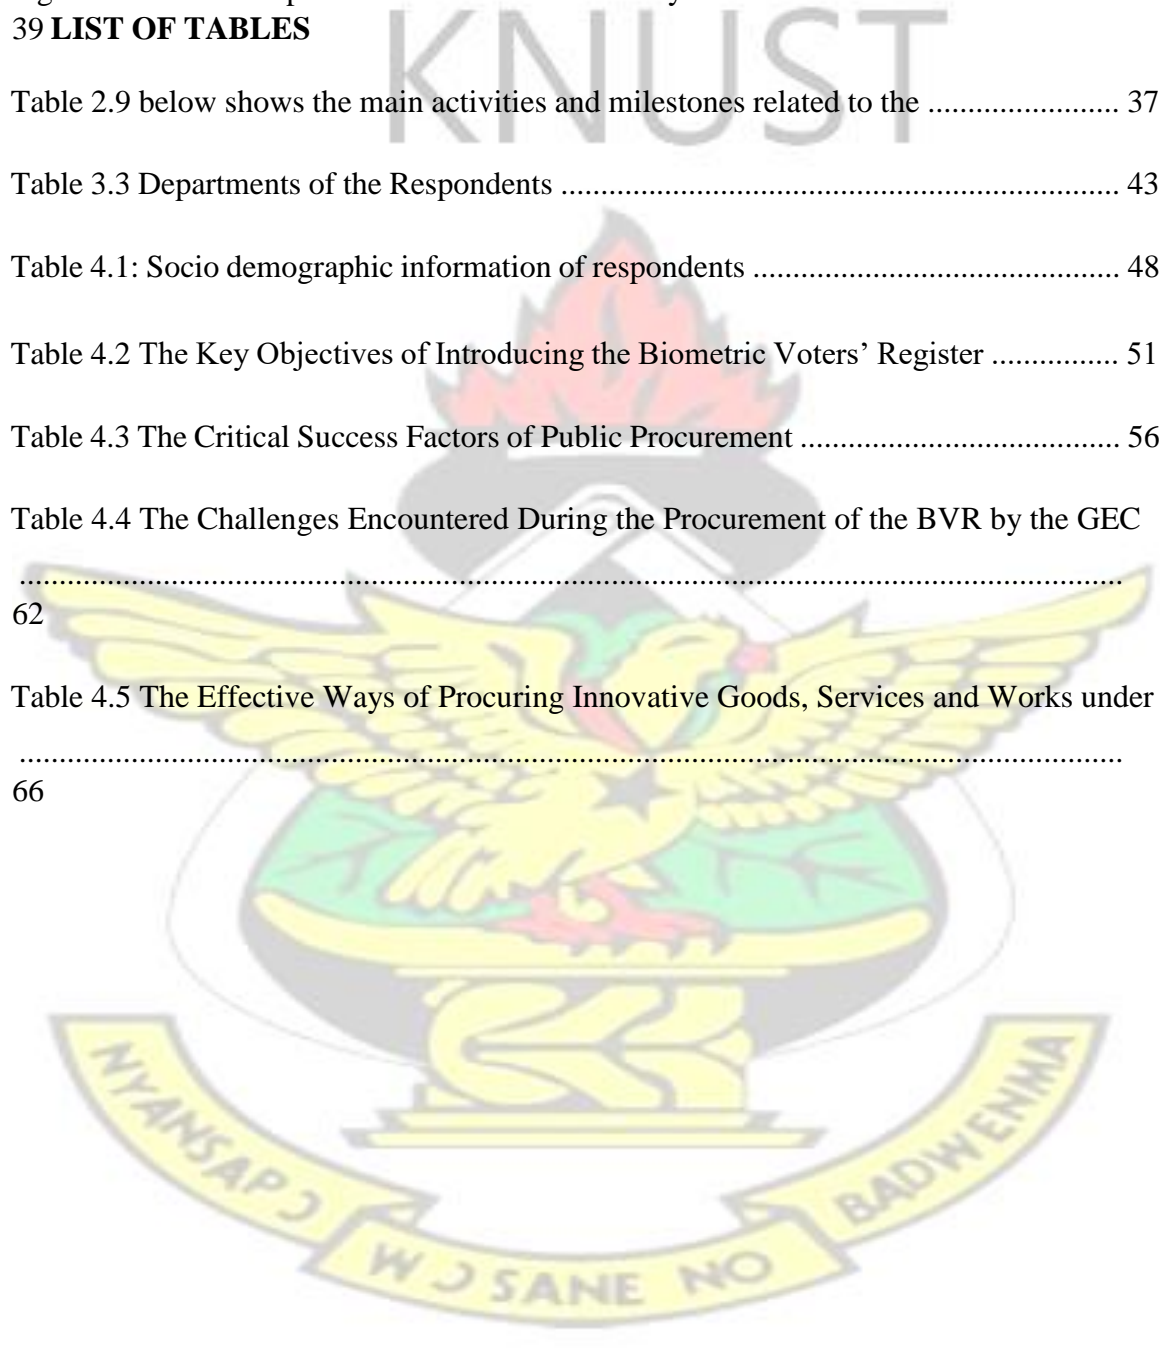 KNUST
39 LIST OF TABLES
Table 2.9 below shows the main activities and milestones related to the ..................... 37
Table 3.3 Departments of the Respondents ........................................................................ 43
Table 4.1: Socio demographic information of respondents ............................................... 48
Table 4.2 The Key Objectives of Introducing the Biometric Voters’ Register ................ 51
Table 4.3 The Critical Success Factors of Public Procurement ......................................... 56
Table 4.4 The Challenges Encountered During the Procurement of the BVR by the GEC
..............................................................................................................................................
62
Table 4.5 The Effective Ways of Procuring Innovative Goods, Services and Works under
..............................................................................................................................................
66
NYANSAPƆ
WƆSANE NO
BADWENMA